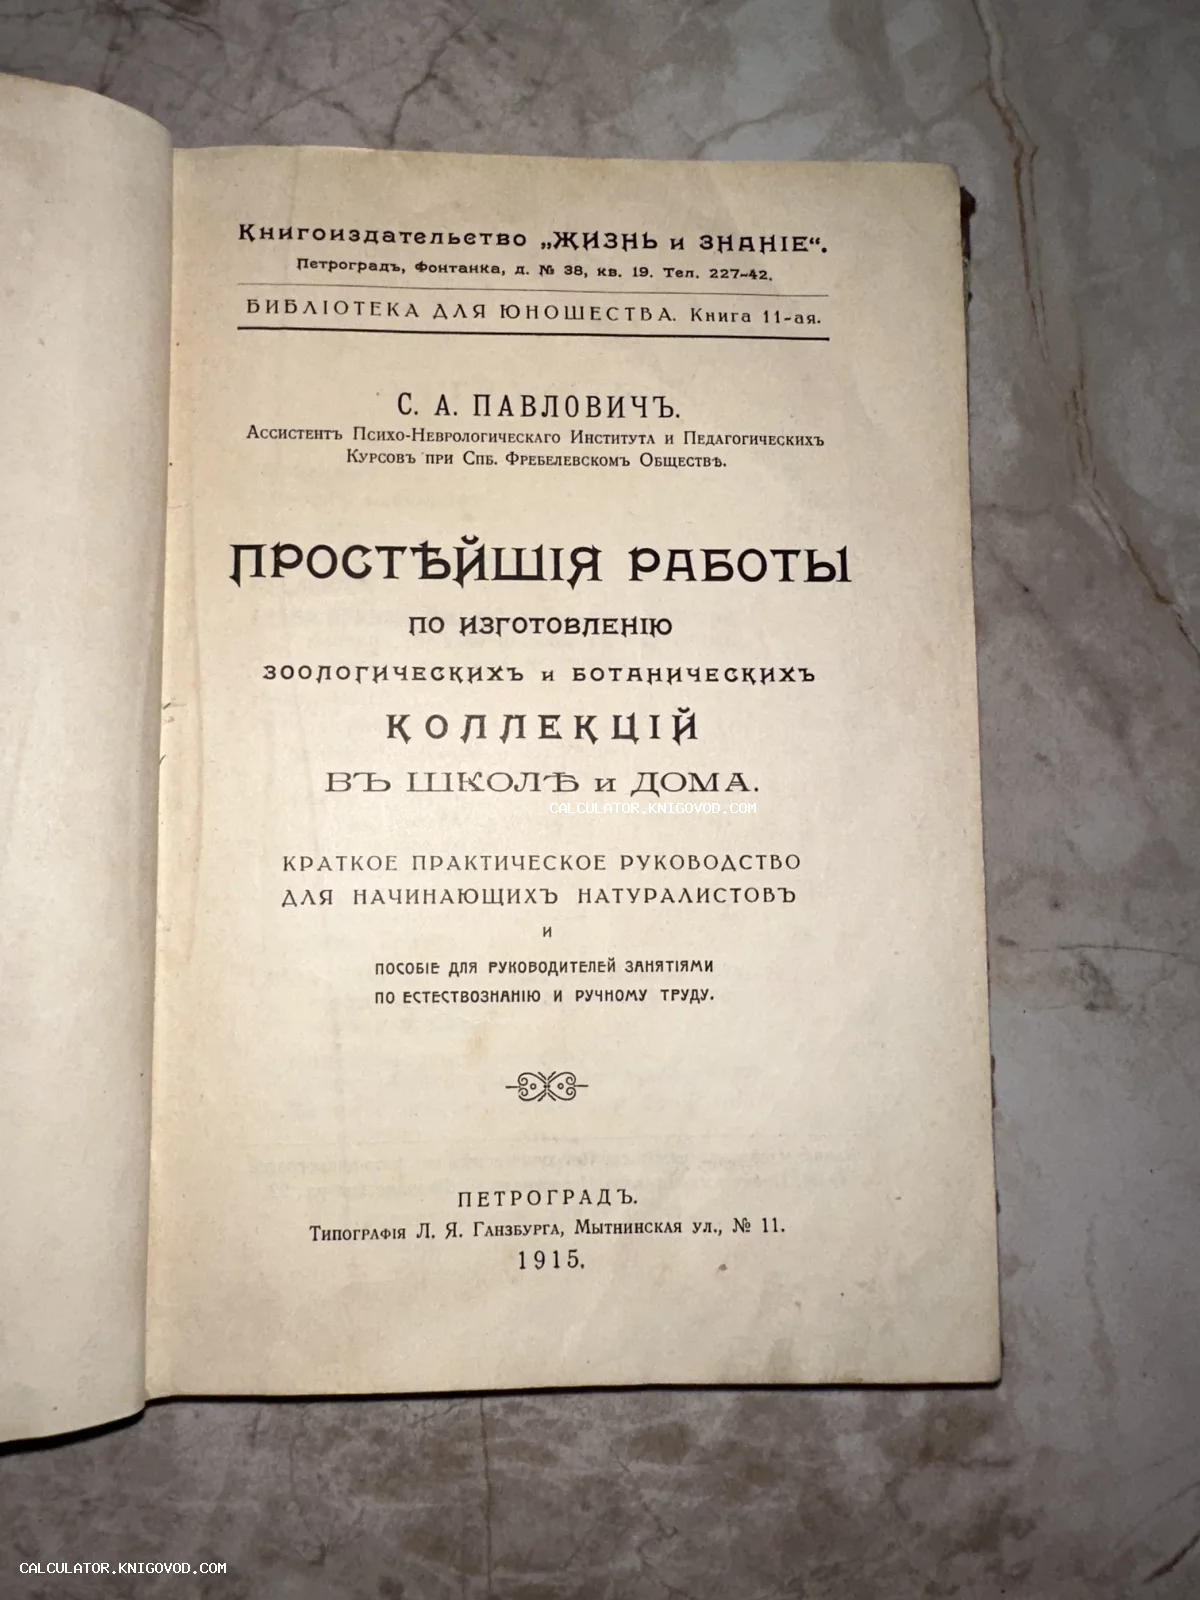 Книгоиздательство „ЖИЗНЬ и ЗНАНІЕ“.
Петроградъ, Фонтанка, д. № 38, кв. 19. Тел. 227-42.
БИБЛІОТЕКА ДЛЯ ЮНОШЕСТВА. Книга 11-ая.
С. А. ПАВЛОВИЧЪ.
Ассистентъ Психо-Неврологическаго Института и Педагогическихъ
Курсовъ при Спб. Фребелевскомъ Обществѣ.
ПРОСТѢЙШІЯ РАБОТЫ
ПО ИЗГОТОВЛЕНІЮ
ЗООЛОГИЧЕСКИХЪ и БОТАНИЧЕСКИХЪ
КОЛЛЕКЦІЙ
ВЪ ШКОЛѢ и ДОМА.
CALCULATOR.KNIGOVOD.COM
КРАТКОЕ ПРАКТИЧЕСКОЕ РУКОВОДСТВО
ДЛЯ НАЧИНАЮЩИХЪ НАТУРАЛИСТОВЪ
И
ПОСОБІЕ ДЛЯ РУКОВОДИТЕЛЕЙ ЗАНЯТІЯМИ
ПО ЕСТЕСТВОЗНАНІЮ И РУЧНОМУ ТРУДУ.
ПЕТРОГРАДЪ.
Типографія Л. Я. Ганзбурга, Мытнинская ул., № 11.
1915.
CALCULATOR.KNIGOVOD.COM